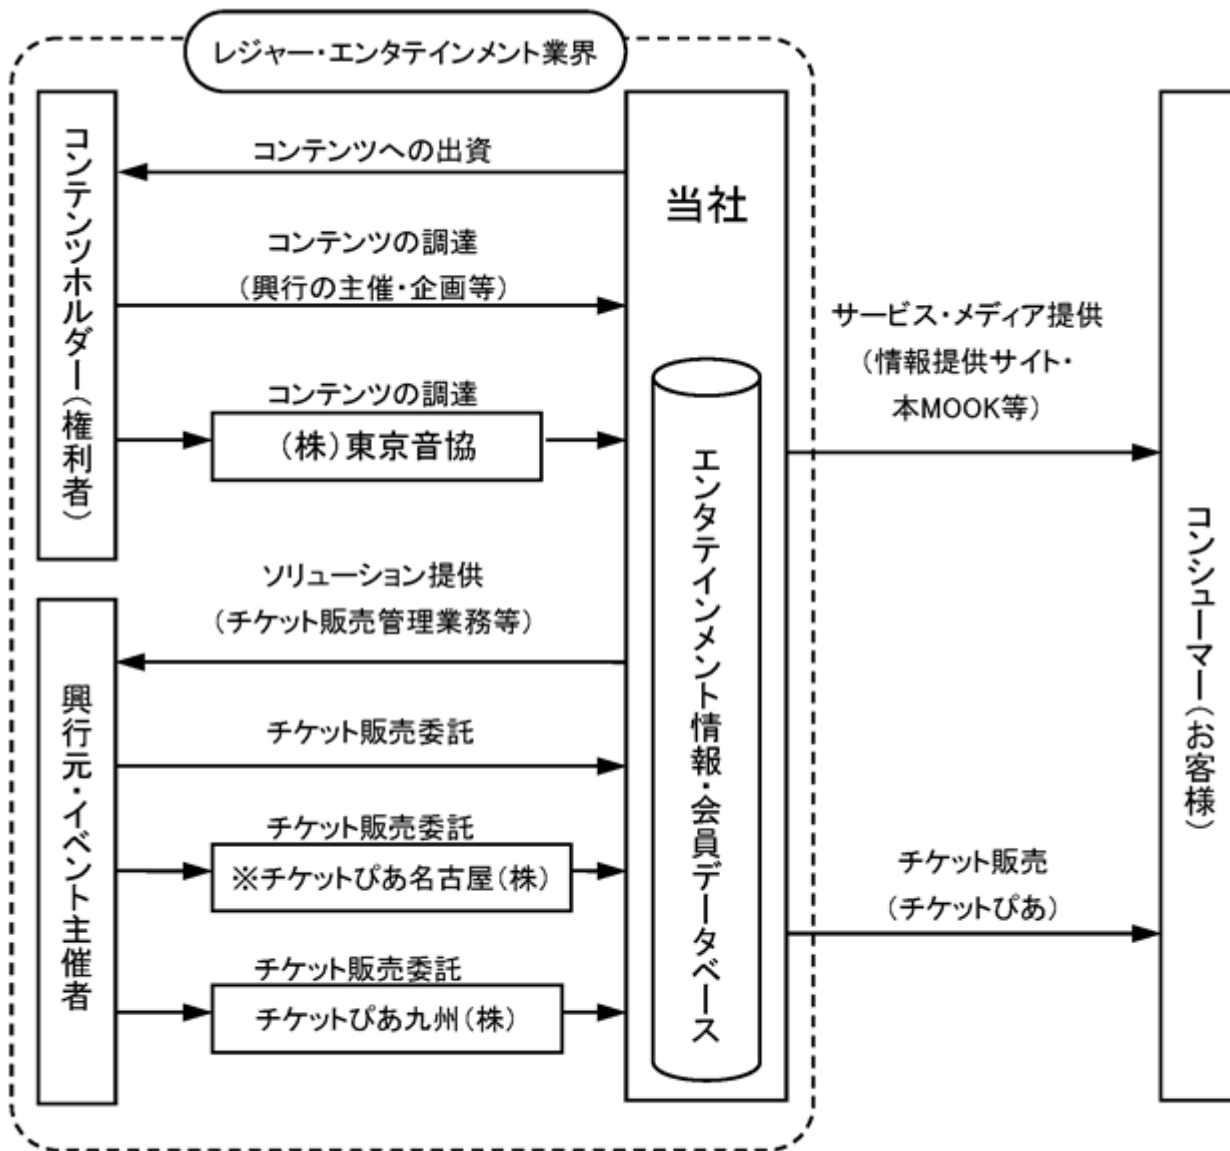 レジャー・エンタテインメント業界
コンテンツホルダー（権利者）
コンテンツへの出資
コンテンツの調達
（興行の主催・企画等）
コンテンツの調達
（株）東京音協
ソリューション提供
（チケット販売管理業務等）
興行元・イベント主催者
チケット販売委託
チケット販売委託
※チケットぴあ名古屋（株）
チケット販売委託
チケットぴあ九州（株）
当社
エンタテインメント情報・会員データベース
サービス・メディア提供
（情報提供サイト・
本MOOK等）
チケット販売
（チケットぴあ）
コンシューマー（お客様）